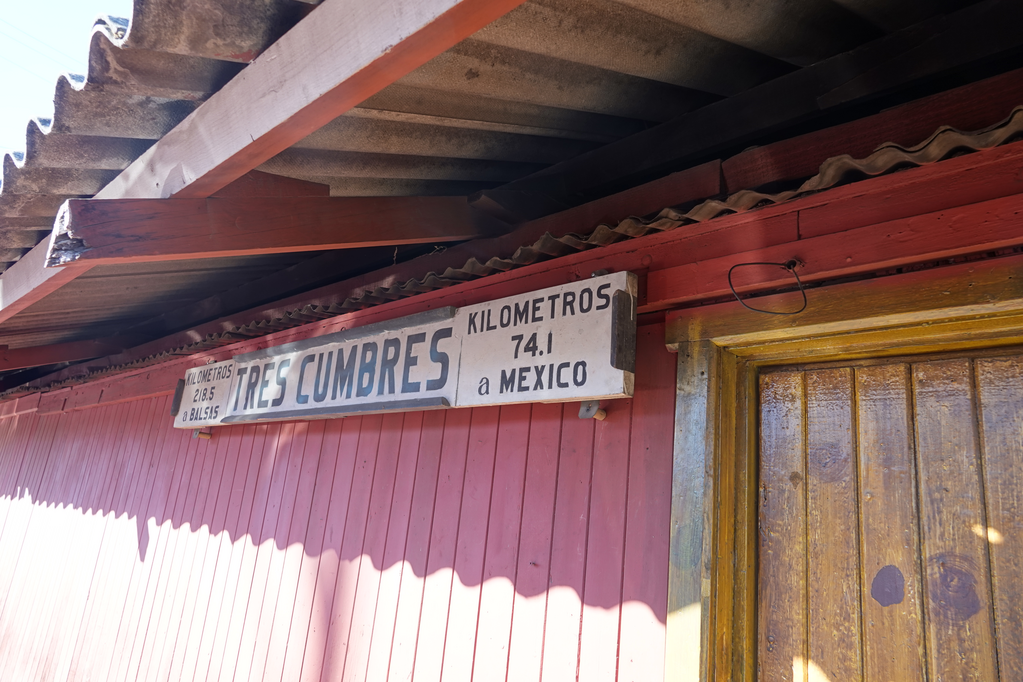 KILOMETROS
218.5
a BALSAS
TRES CUMBRES
KILOMETROS
74.1
a MEXICO